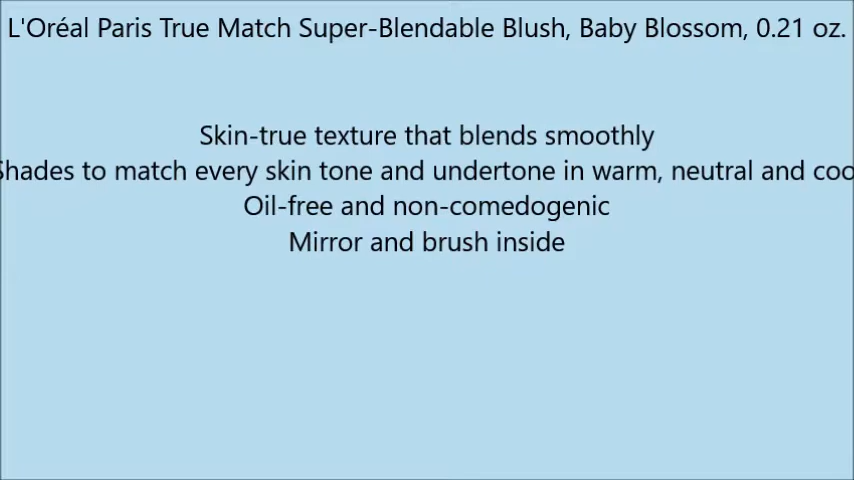 L'Oréal Paris True Match Super-Blendable Blush, Baby Blossom, 0.21 oz.
Skin-true texture that blends smoothly
Shades to match every skin tone and undertone in warm, neutral and coo
Oil-free and non-comedogenic
Mirror and brush inside